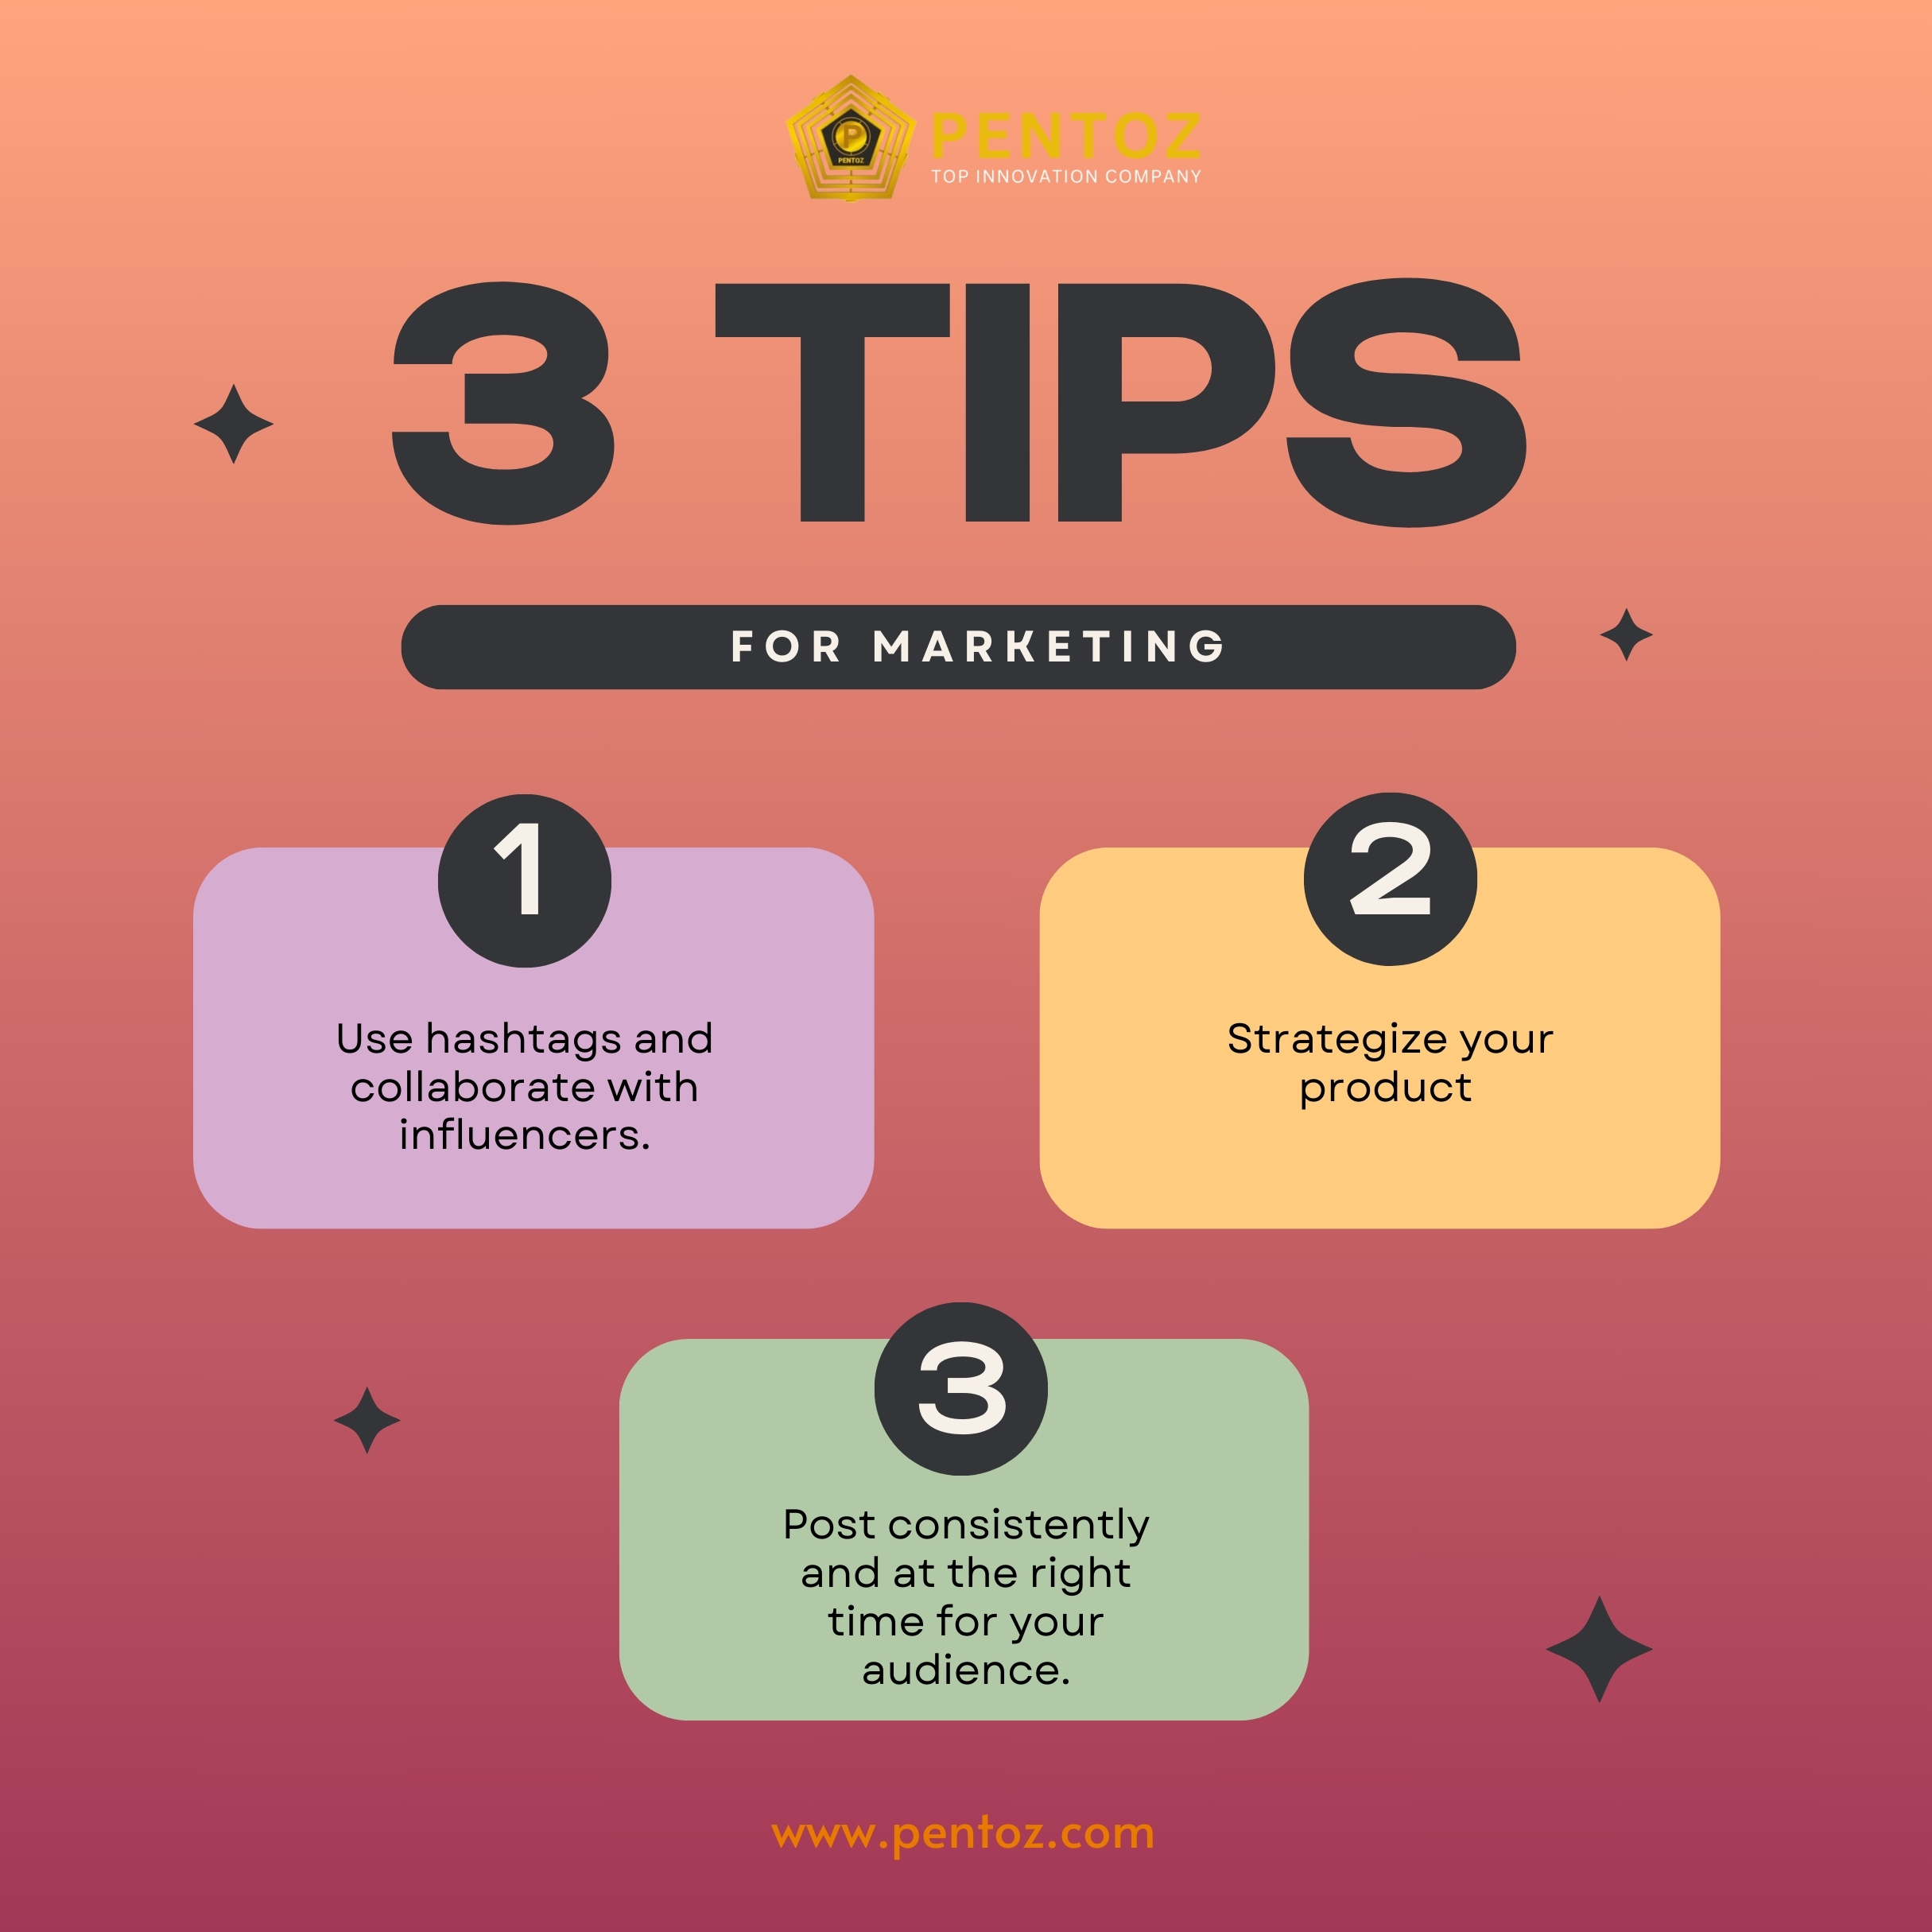 P
PENTOZ
PENTOZ
TOP INNOVATION COMPANY
3 TIPS
FOR MARKETING
1
Use hashtags and
collaborate with
influencers.
2
Strategize your
product
3
Post consistently
and at the right
time for your
audience.
www.pentoz.com